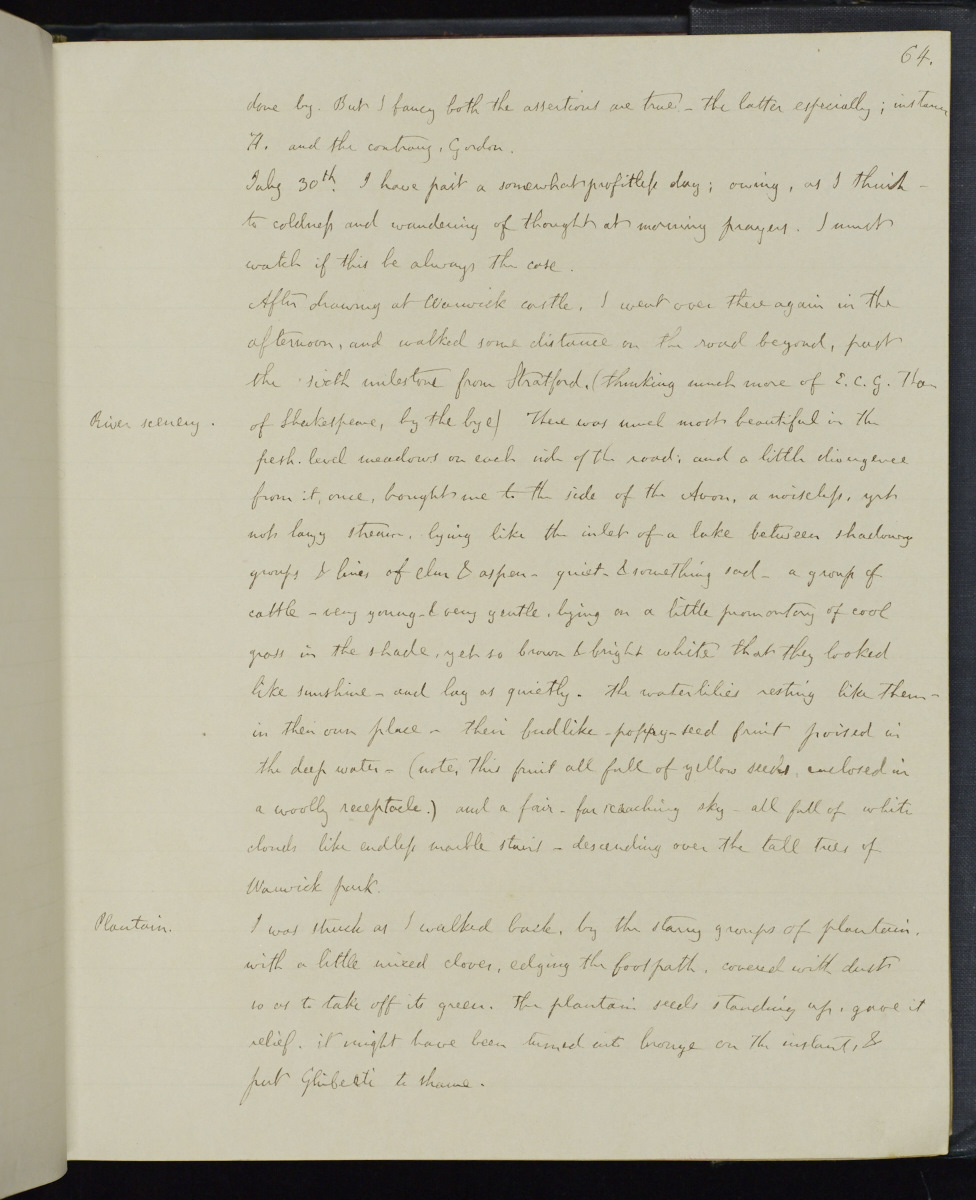 64.
done by. But I fancy both the assertions are true - the latter especially; instance
H. and the contrary, Gordon.
July 30th. I have past a somewhat profitless day; owing, as I think -
to coldness and wandering of thought at morning prayers. I must
watch if this be always the case.
After drawing at Warwick castle, I went over there again in the
afternoon, and walked some distance on the road beyond, past
the sixth milestone from Stratford, (thinking much more of E.C.G. than
River scenery. of Shakespeare, by the bye) There was much most beautiful in the
fresh level meadows on each side of the road; and a little divergence
from it, once, brought me to the side of the Avon, a noiseless, yet
not lazy stream, lying like the inlet of a lake between shadowy
groups & lines of elm & aspen - quiet - & something sad - a group of
cattle - very young - & very gentle, lying on a little promontory of cool
grass in the shade, yet so brown & bright white that they looked
like sunshine - and lay as quietly. the waterlilies resting like them -
in their own place - their budlike - poppy-seed fruit poised in
the deep water - (note, this fruit all full of yellow seeds, enclosed in
a woolly receptacle.) and a fair - far reaching sky - all full of white
clouds like endless marble stairs - descending over the tall trees of
Warwick park.
Plantain. I was struck as I walked back, by the starry groups of plantain,
with a little mixed clover, edging the footpath, covered with dust
so as to take off its green. The plantain seeds standing up, gave it
relief. it might have been turned into bronze on the instant, &
put Ghiberti to shame.